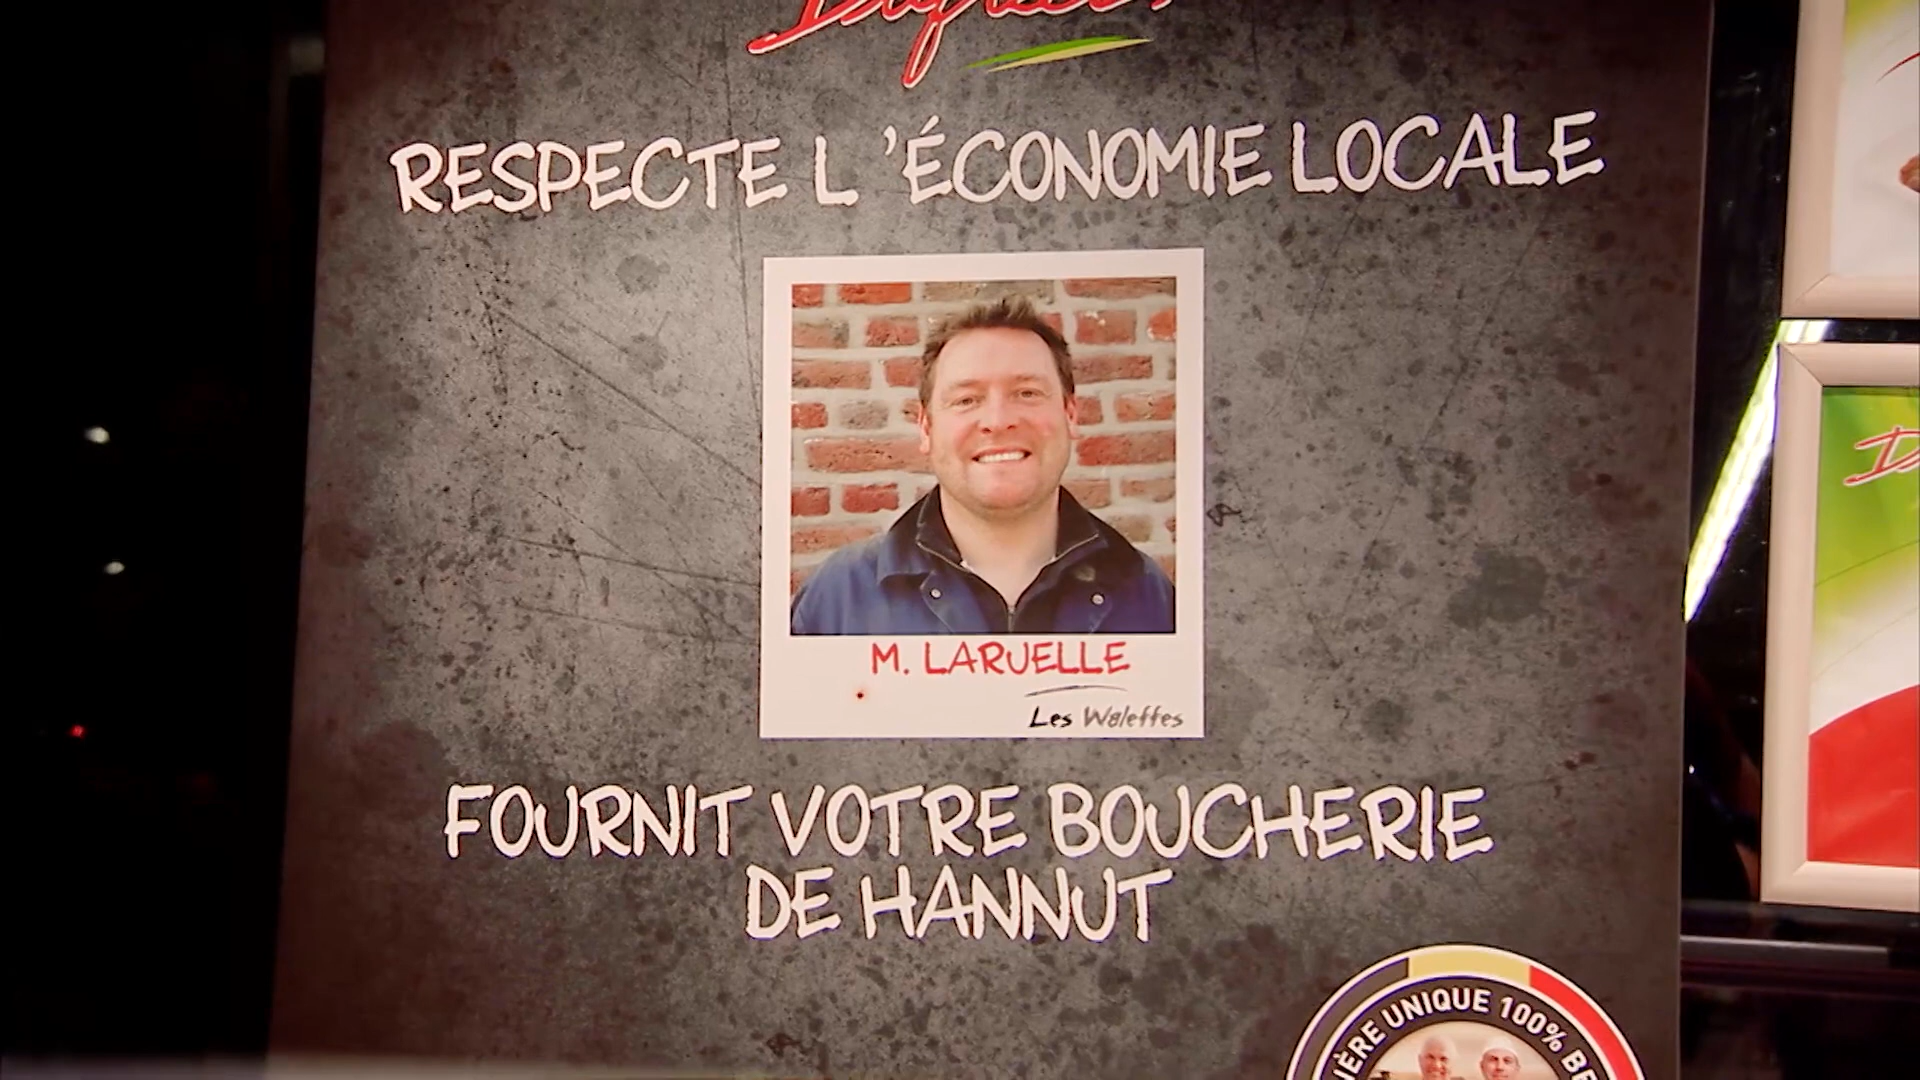 RESPECTE L'ÉCONOMIE LOCALE
M. LARUELLE
Les Waleffes
FOURNIT VOTRE BOUCHERIE
DE HANNUT
UNIQUE 100%